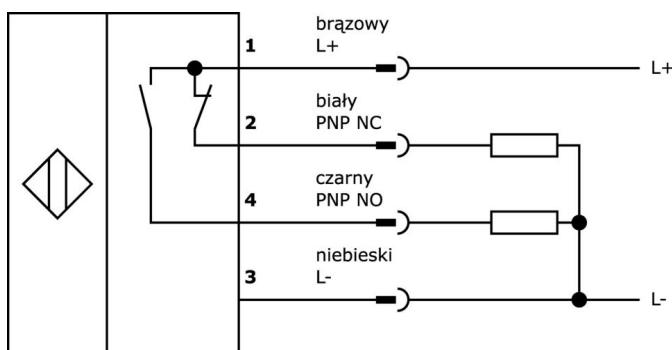 brązowy
1 L+
L+
biały
2 PNP NC
czarny
4 PNP NO
niebieski
3 L-
L-